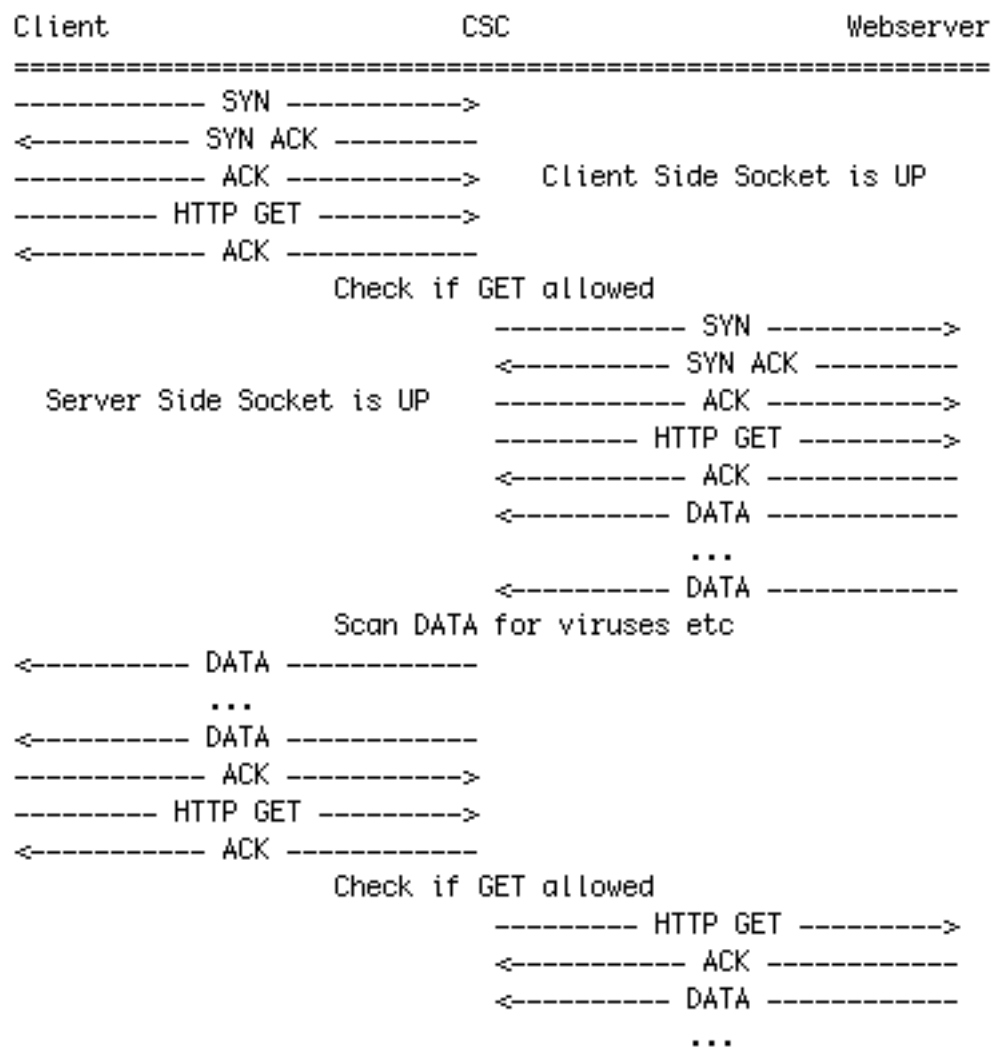 Client                      CSC                     Webserver
=============================================================
------------ SYN ----------->
<---------- SYN ACK ---------
------------ ACK ----------->    Client Side Socket is UP
--------- HTTP GET --------->
<----------- ACK ------------
                    Check if GET allowed
                              ------------ SYN ----------->
                              <---------- SYN ACK ---------
  Server Side Socket is UP    ------------ ACK ----------->
                              --------- HTTP GET --------->
                              <----------- ACK ------------
                              <---------- DATA ------------
                                          ...
                              <---------- DATA ------------
                    Scan DATA for viruses etc
<---------- DATA ------------
            ...
<---------- DATA ------------
------------ ACK ----------->
--------- HTTP GET --------->
<----------- ACK ------------
                    Check if GET allowed
                              --------- HTTP GET --------->
                              <----------- ACK ------------
                              <---------- DATA ------------
                                          ...